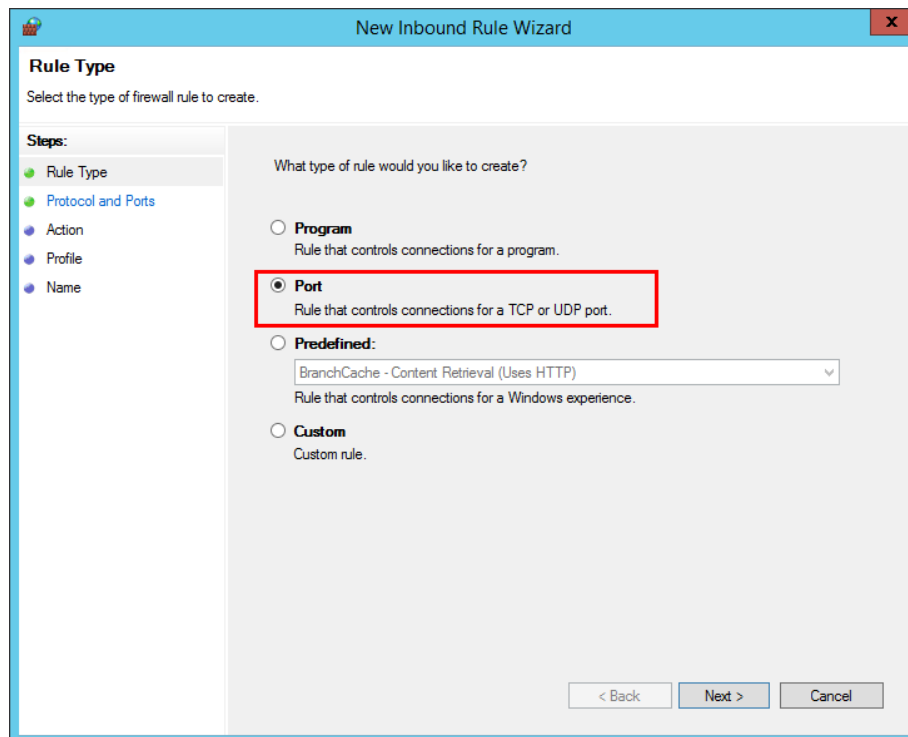 New Inbound Rule Wizard
x
Rule Type
Select the type of firewall rule to create.
Steps:
Rule Type
Protocol and Ports
Action
Profile
Name
What type of rule would you like to create?
Program
Rule that controls connections for a program.
Port
Rule that controls connections for a TCP or UDP port.
Predefined:
BranchCache - Content Retrieval (Uses HTTP)
Rule that controls connections for a Windows experience.
Custom
Custom rule.
< Back
Next >
Cancel